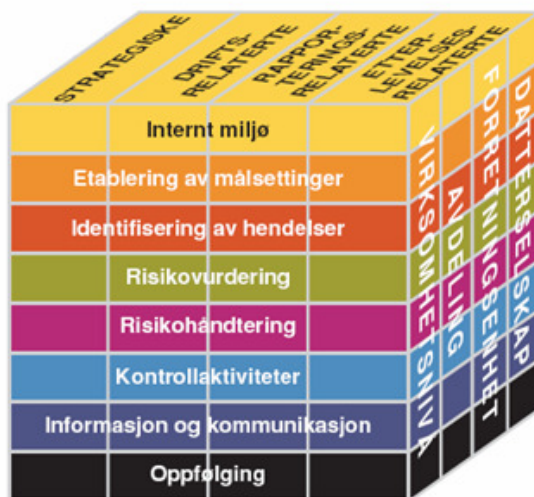 STRATEGISKE
DRIFTS-
RELATERTE
RAPPOR-
TERINGS-
RELATERTE
ETTER-
LEVELSES-
RELATERTE
Internt miljø
Etablering av målsettinger
Identifisering av hendelser
Risikovurdering
Risikohåndtering
Kontrollaktiviteter
Informasjon og kommunikasjon
Oppfølging
VIRKSOMHETSNIVÅ
AVDELING
FORRETNINGSENHET
DATTERSELSKAP